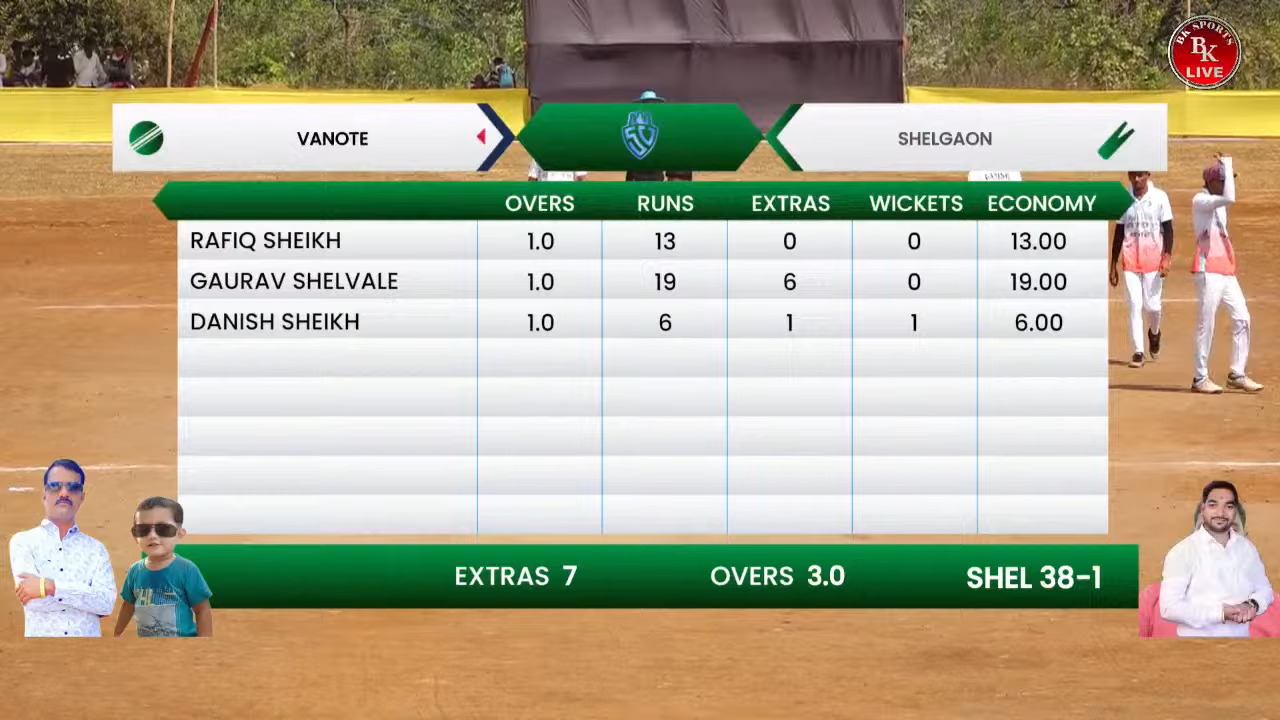 BK SPORTS
BK
LIVE
VANOTE
SHELGAON
OVERS RUNS EXTRAS WICKETS ECONOMY
RAFIQ SHEIKH 1.0 13 0 0 13.00
GAURAV SHELVALE 1.0 19 6 0 19.00
DANISH SHEIKH 1.0 6 1 1 6.00
EXTRAS 7 OVERS 3.0 SHEL 38-1